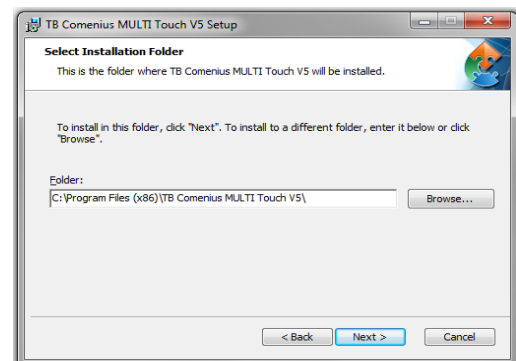 TB Comenius MULTI Touch V5 Setup
Select Installation Folder
This is the folder where TB Comenius MULTI Touch V5 will be installed.
To install in this folder, click "Next". To install to a different folder, enter it below or click
"Browse".
Folder:
C:\Program Files (x86)\TB Comenius MULTI Touch V5\
Browse...
< Back
Next >
Cancel